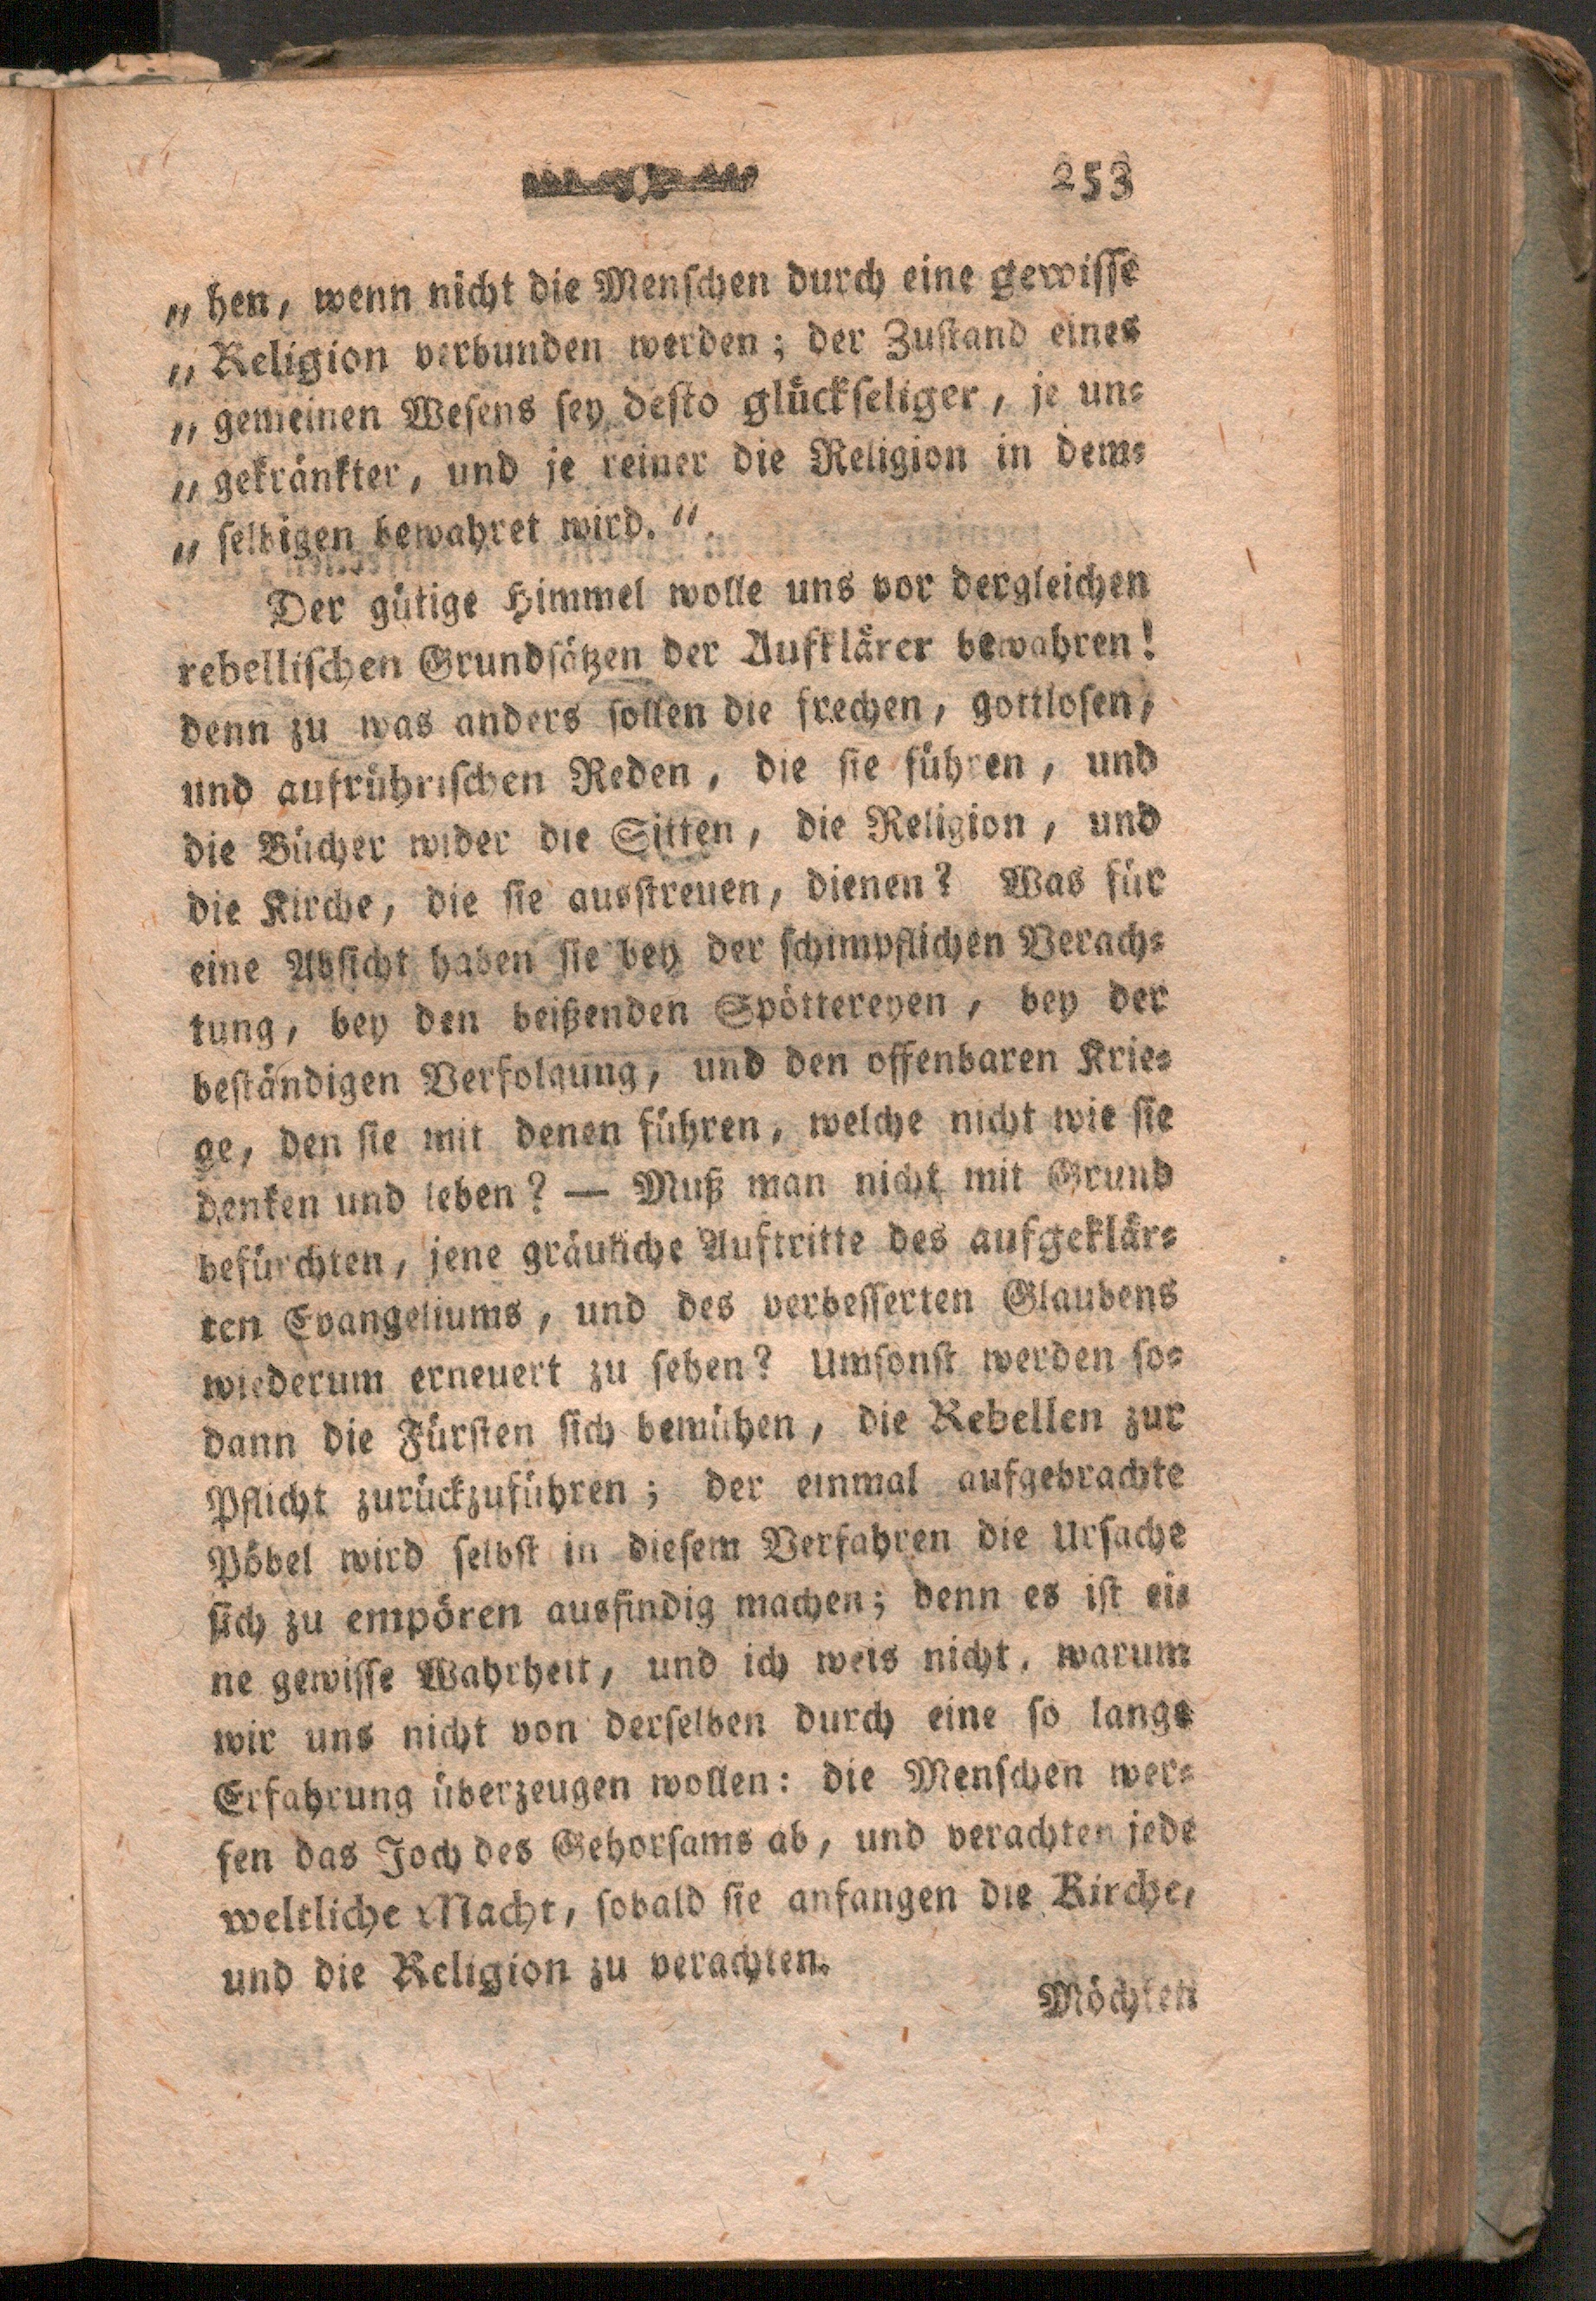 253
„ hen, wenn nicht die Menschen durch eine gewisse
„ Religion verbunden werden; der Zustand eines
„ gemeinen Wesens sey desto glückseliger, je un-
„ gekränkter, und je reiner die Religion in dem-
„ selbigen bewahret wird.“
Der gütige Himmel wolle uns vor dergleichen
rebellischen Grundsätzen der Aufklärer bewahren!
denn zu was anders sollen die frechen, gottlosen,
und aufrührischen Reden, die sie führen, und
die Bücher wider die Sitten, die Religion, und
die Kirche, die sie ausstreuen, dienen? Was für
eine Absicht haben sie bey der schimpflichen Verach-
tung, bey den beißenden Spöttereyen, bey der
beständigen Verfolgung, und den offenbaren Krie-
ge, den sie mit denen führen, welche nicht wie sie
denken und leben? — Muß man nicht mit Grund
befürchten, jene gräuliche Auftritte des aufgeklär-
ten Evangeliums, und des verbesserten Glaubens
wiederum erneuert zu sehen? Umsonst werden so-
dann die Fürsten sich bemühen, die Rebellen zur
Pflicht zurückzuführen; der einmal aufgebrachte
Pöbel wird selbst in diesem Verfahren die Ursache
sich zu empören ausfindig machen; denn es ist ei-
ne gewisse Wahrheit, und ich weis nicht, warum
wir uns nicht von derselben durch eine so lange
Erfahrung überzeugen wollen: die Menschen wer-
fen das Joch des Gehorsams ab, und verachten jede
weltliche Macht, sobald sie anfangen die Kirche,
und die Religion zu verachten.
Möchten